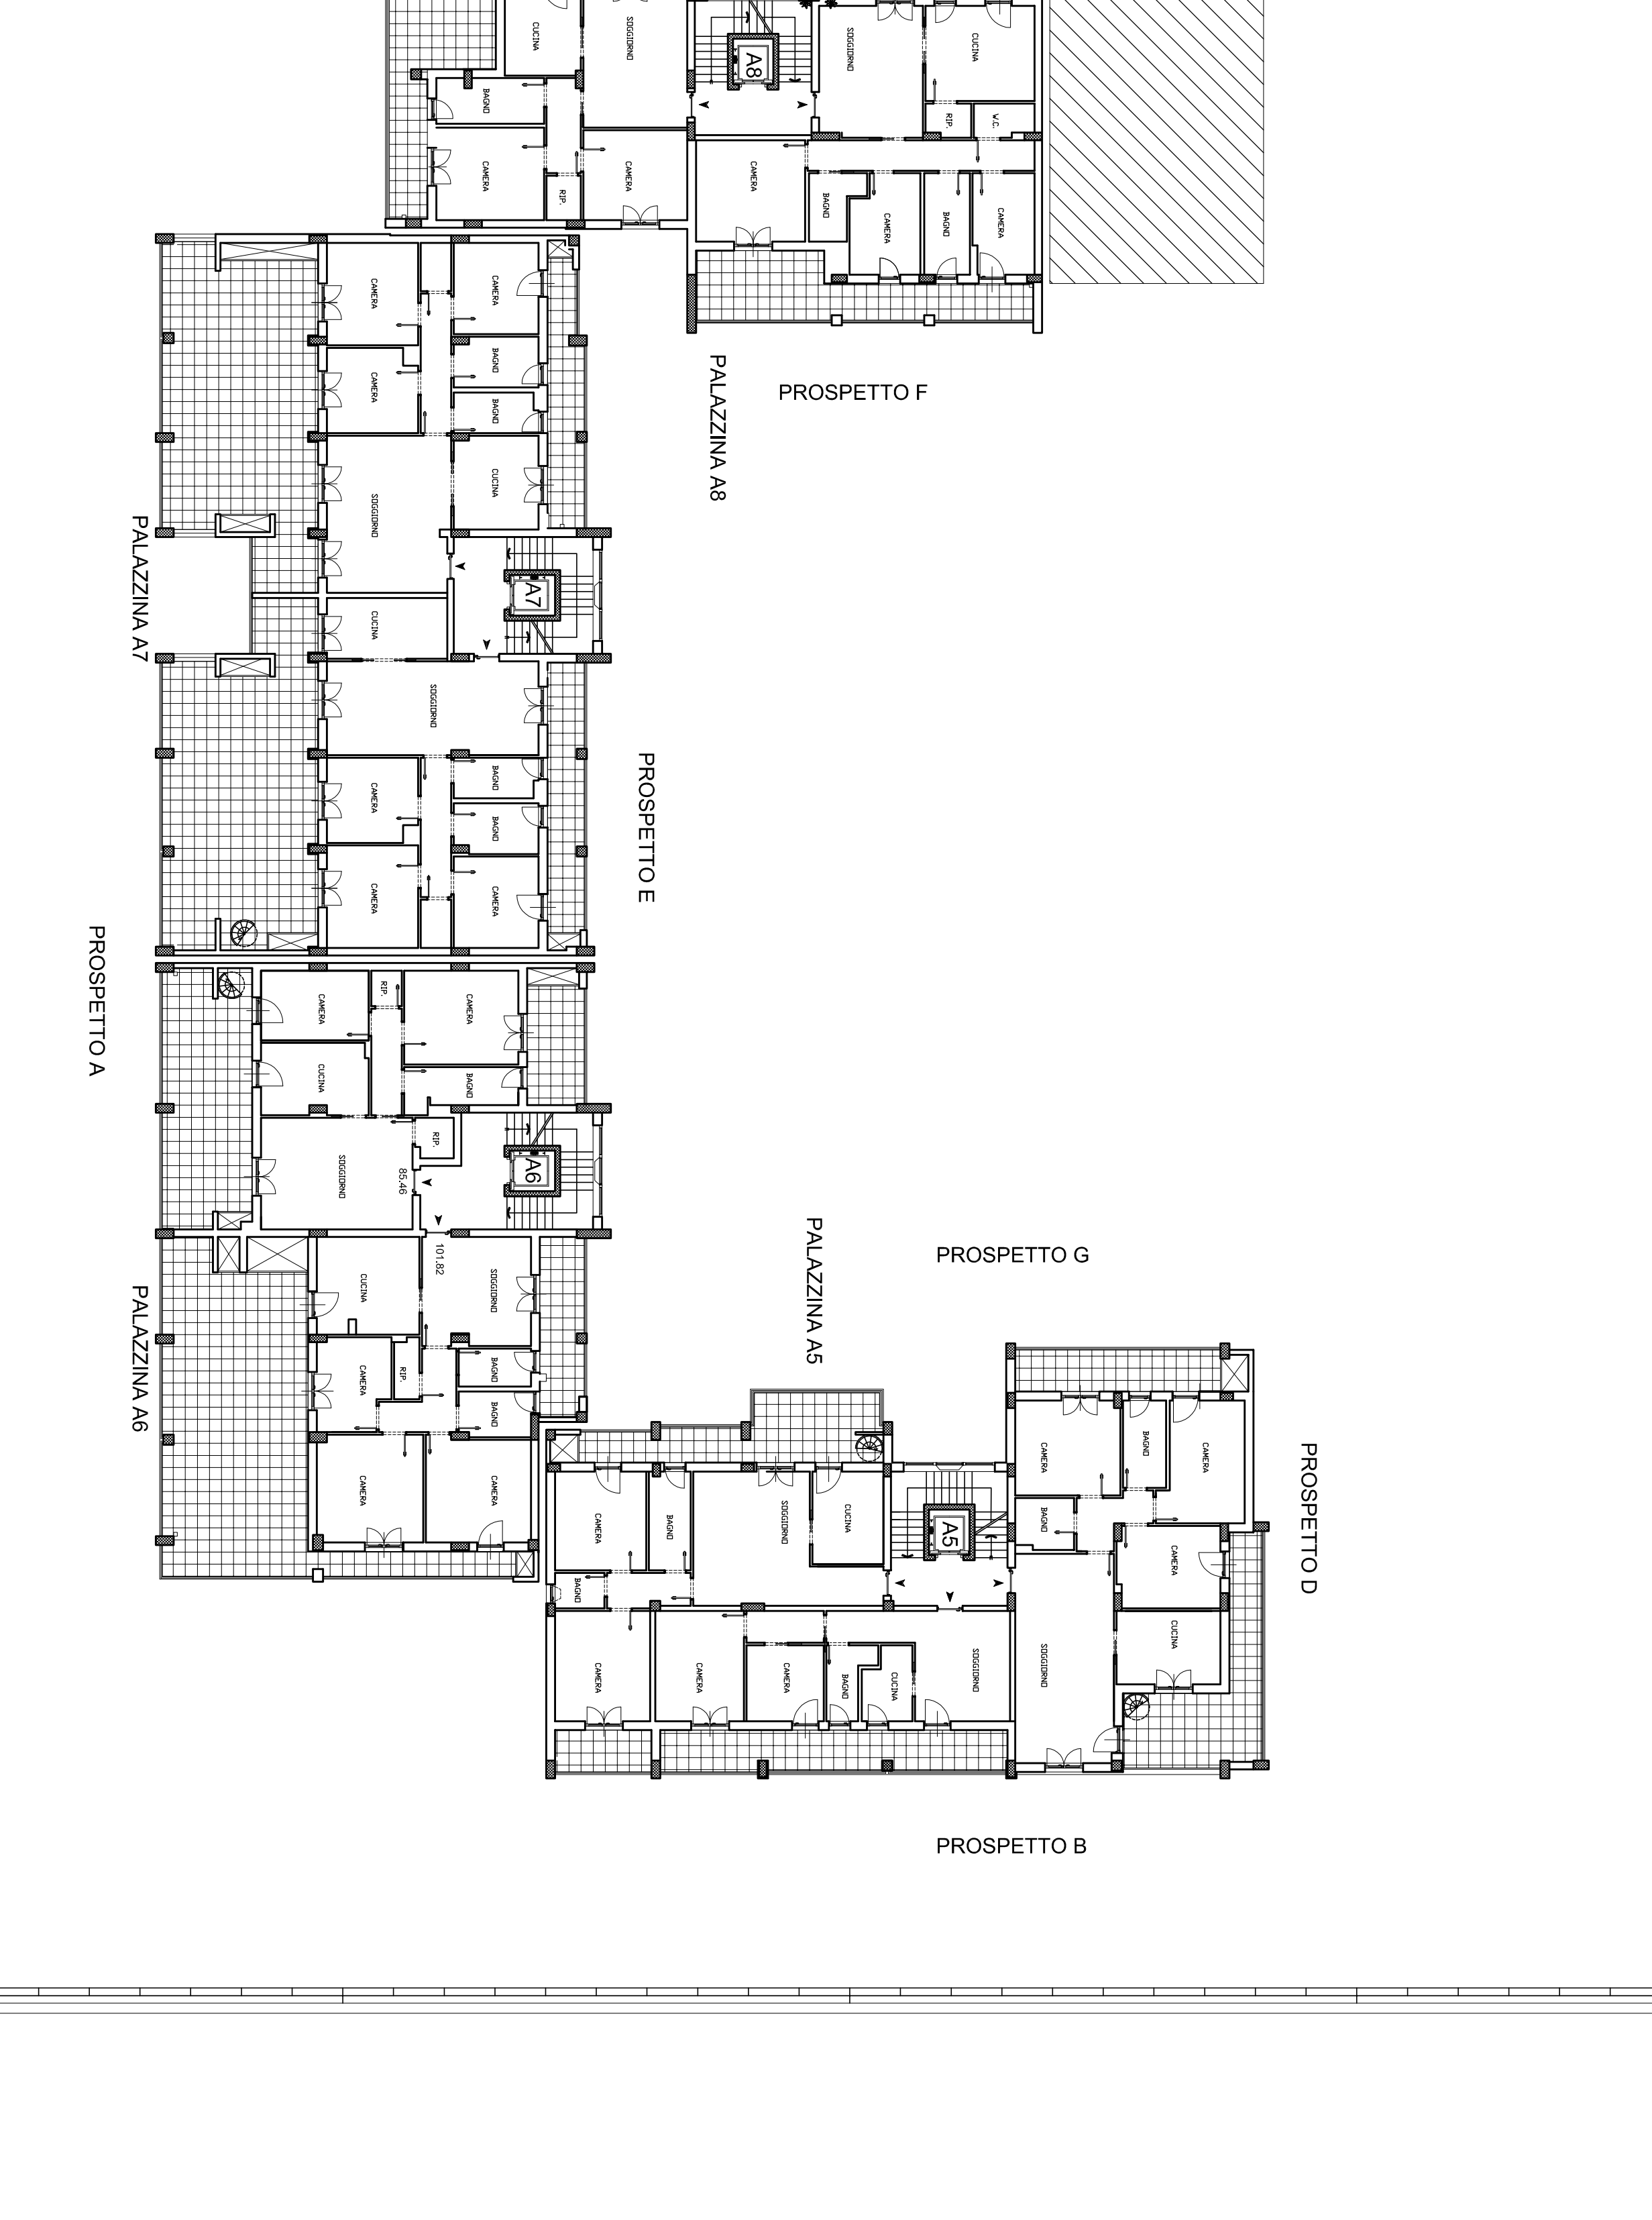 CUCINA
SOGGIORNO
A8
SOGGIORNO
CUCINA
BAGNO
RIP.
W.C.
CAMERA
RIP.
CAMERA
CAMERA
BAGNO
CAMERA
BAGNO
CAMERA
PALAZZINA A8
PROSPETTO F
CAMERA
CAMERA
CAMERA
BAGNO
BAGNO
SOGGIORNO
CUCINA
PALAZZINA A7
A7
CUCINA
SOGGIORNO
PROSPETTO E
CAMERA
BAGNO
BAGNO
CAMERA
CAMERA
PROSPETTO A
CAMERA
RIP.
CAMERA
CUCINA
BAGNO
RIP.
SOGGIORNO
85.46
A6
101.82
PALAZZINA A6
CUCINA
SOGGIORNO
CAMERA
RIP.
BAGNO
BAGNO
CAMERA
CAMERA
PALAZZINA A5
PROSPETTO G
CAMERA
BAGNO
CAMERA
PROSPETTO D
CAMERA
BAGNO
SOGGIORNO
CUCINA
A5
BAGNO
CAMERA
BAGNO
CAMERA
CAMERA
CAMERA
BAGNO
CUCINA
SOGGIORNO
SOGGIORNO
CUCINA
PROSPETTO B